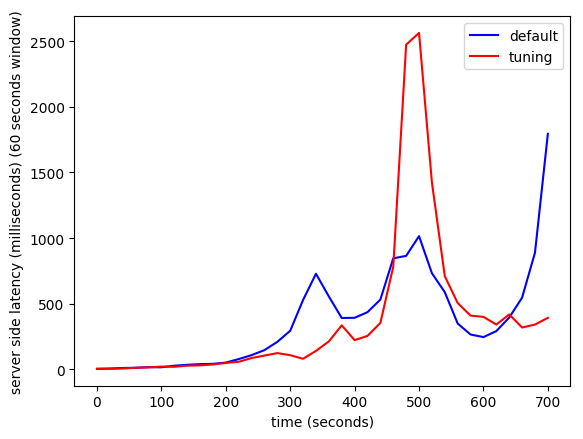 default
tuning
server side latency (milliseconds) (60 seconds window)
2500
2000
1500
1000
500
0
0 100 200 300 400 500 600 700
time (seconds)